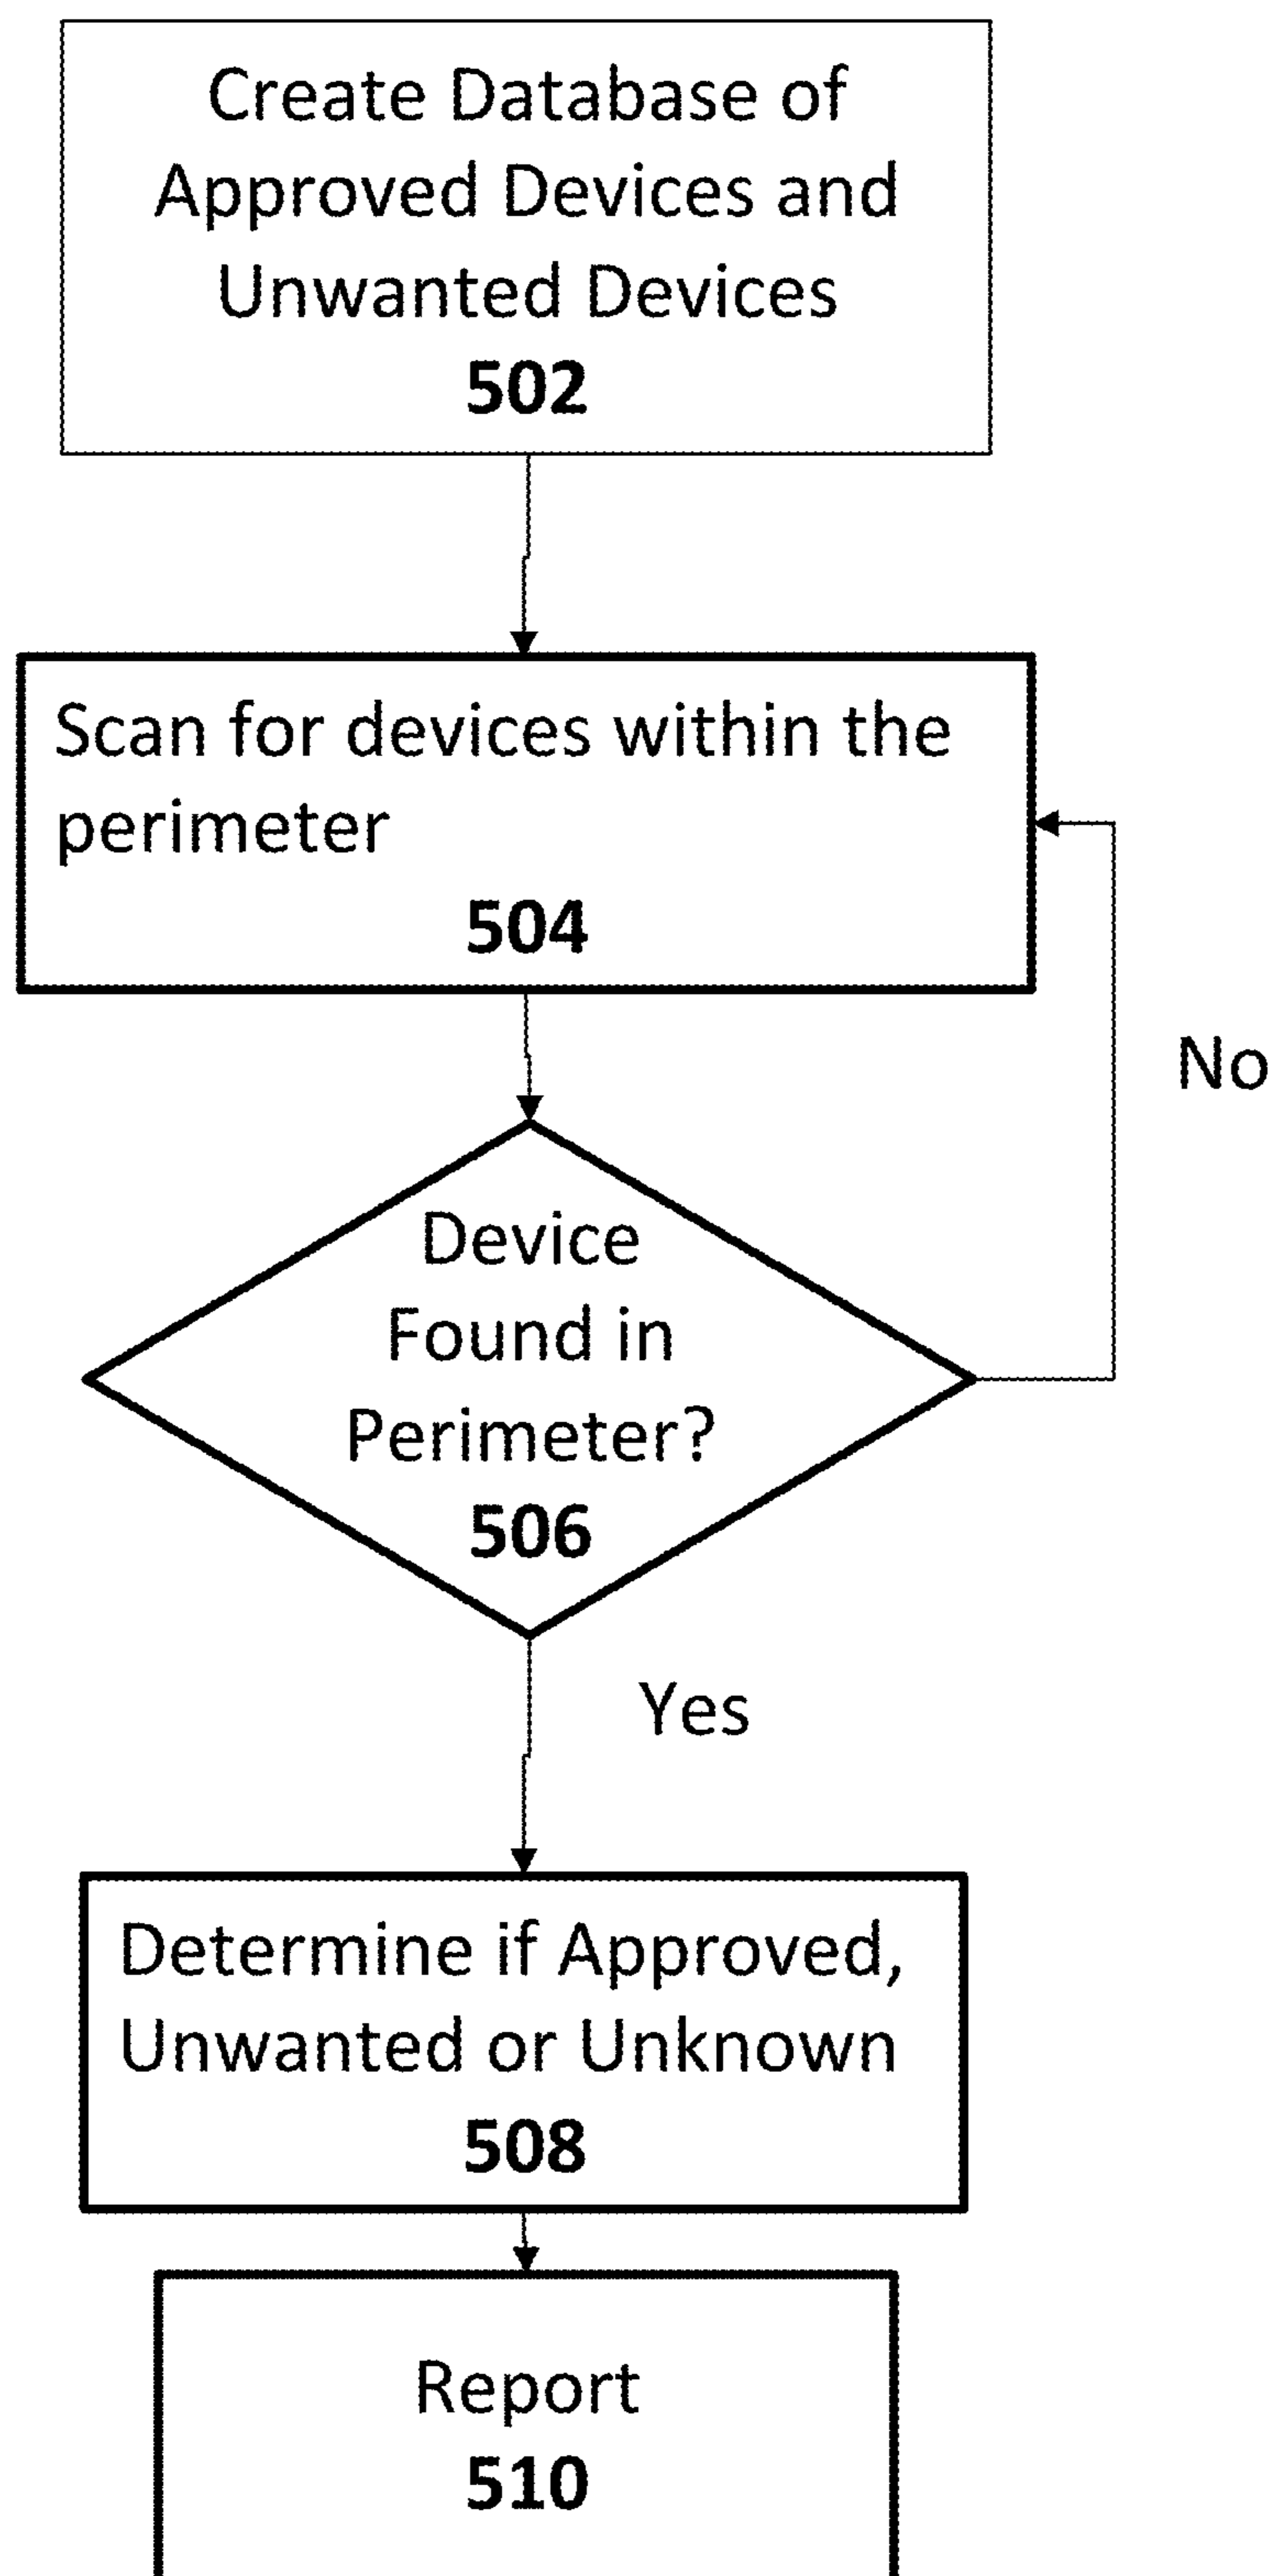 Create Database of
Approved Devices and
Unwanted Devices
502
Scan for devices within the
perimeter
504
No
Device
Found in
Perimeter?
506
Yes
Determine if Approved,
Unwanted or Unknown
508
Report
510